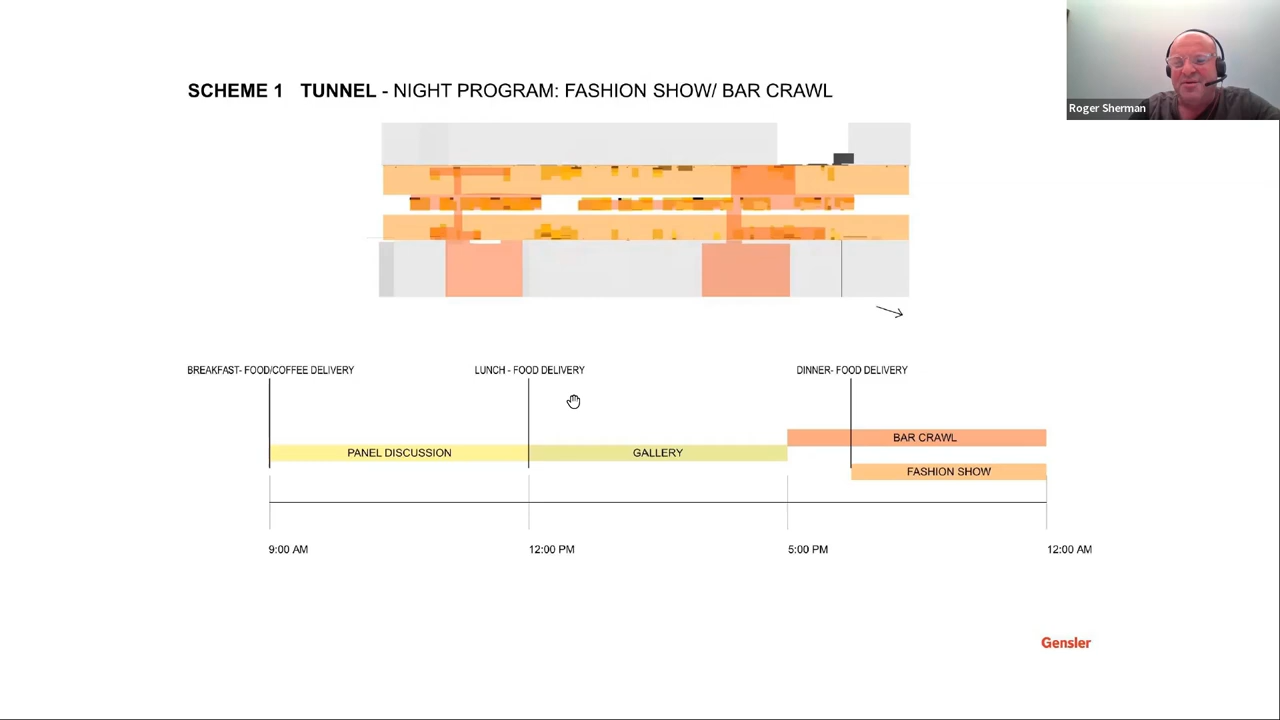 Roger Sherman
SCHEME 1 TUNNEL - NIGHT PROGRAM: FASHION SHOW/ BAR CRAWL
BREAKFAST- FOOD/COFFEE DELIVERY
LUNCH - FOOD DELIVERY
DINNER- FOOD DELIVERY
BAR CRAWL
PANEL DISCUSSION
GALLERY
FASHION SHOW
9:00 AM
12:00 PM
5:00 PM
12:00 AM
Gensler